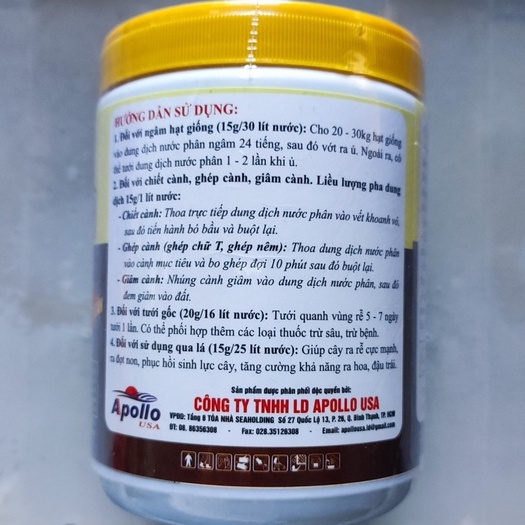 HƯỚNG DẪN SỬ DỤNG:
1. Đối với ngâm hạt giống (15g/30 lít nước): Cho 20 - 30kg hạt giống
vào dung dịch nước phân ngâm 24 tiếng, sau đó vớt ra ủ. Ngoài ra, có
thể tưới dung dịch nước phân 1 - 2 lần khi ủ.
2. Đối với chiết cành, ghép cành, giâm cành. Liều lượng pha dung
dịch 15g/1 lít nước:
- Chiết cành: Thoa trực tiếp dung dịch nước phân vào vết khoanh vỏ,
sau đó tiến hành bó bầu và buột lại.
- Ghép cành (ghép chữ T, ghép nêm): Thoa dung dịch nước phân
vào cành mục tiêu và bo ghép đợi 10 phút sau đó buột lại.
- Giâm cành: Nhúng cành giâm vào dung dịch nước phân, sau đó
đem giâm vào đất.
3. Đối với tưới gốc (20g/16 lít nước): Tưới quanh vùng rễ 5 - 7 ngày
tưới 1 lần. Có thể phối hợp thêm các loại thuốc trừ sâu, trừ bệnh.
4. Đối với sử dụng qua lá (15g/25 lít nước): Giúp cây ra rễ cực mạnh,
ra đọt non, phục hồi sinh lực cây, tăng cường khả năng ra hoa, đậu trái.
Sản phẩm được phân phối độc quyền bởi:
CÔNG TY TNHH LD APOLLO USA
VPĐD: Tầng 8 TÒA NHÀ SEAHOLDING Số 27 Quốc Lộ 13, P. 26, Q. Bình Thạnh, TP. HCM
ĐT: 08. 86356308 - Fax: 028.35126308 - Email: apollousa.ld@gmail.com
Apollo
USA